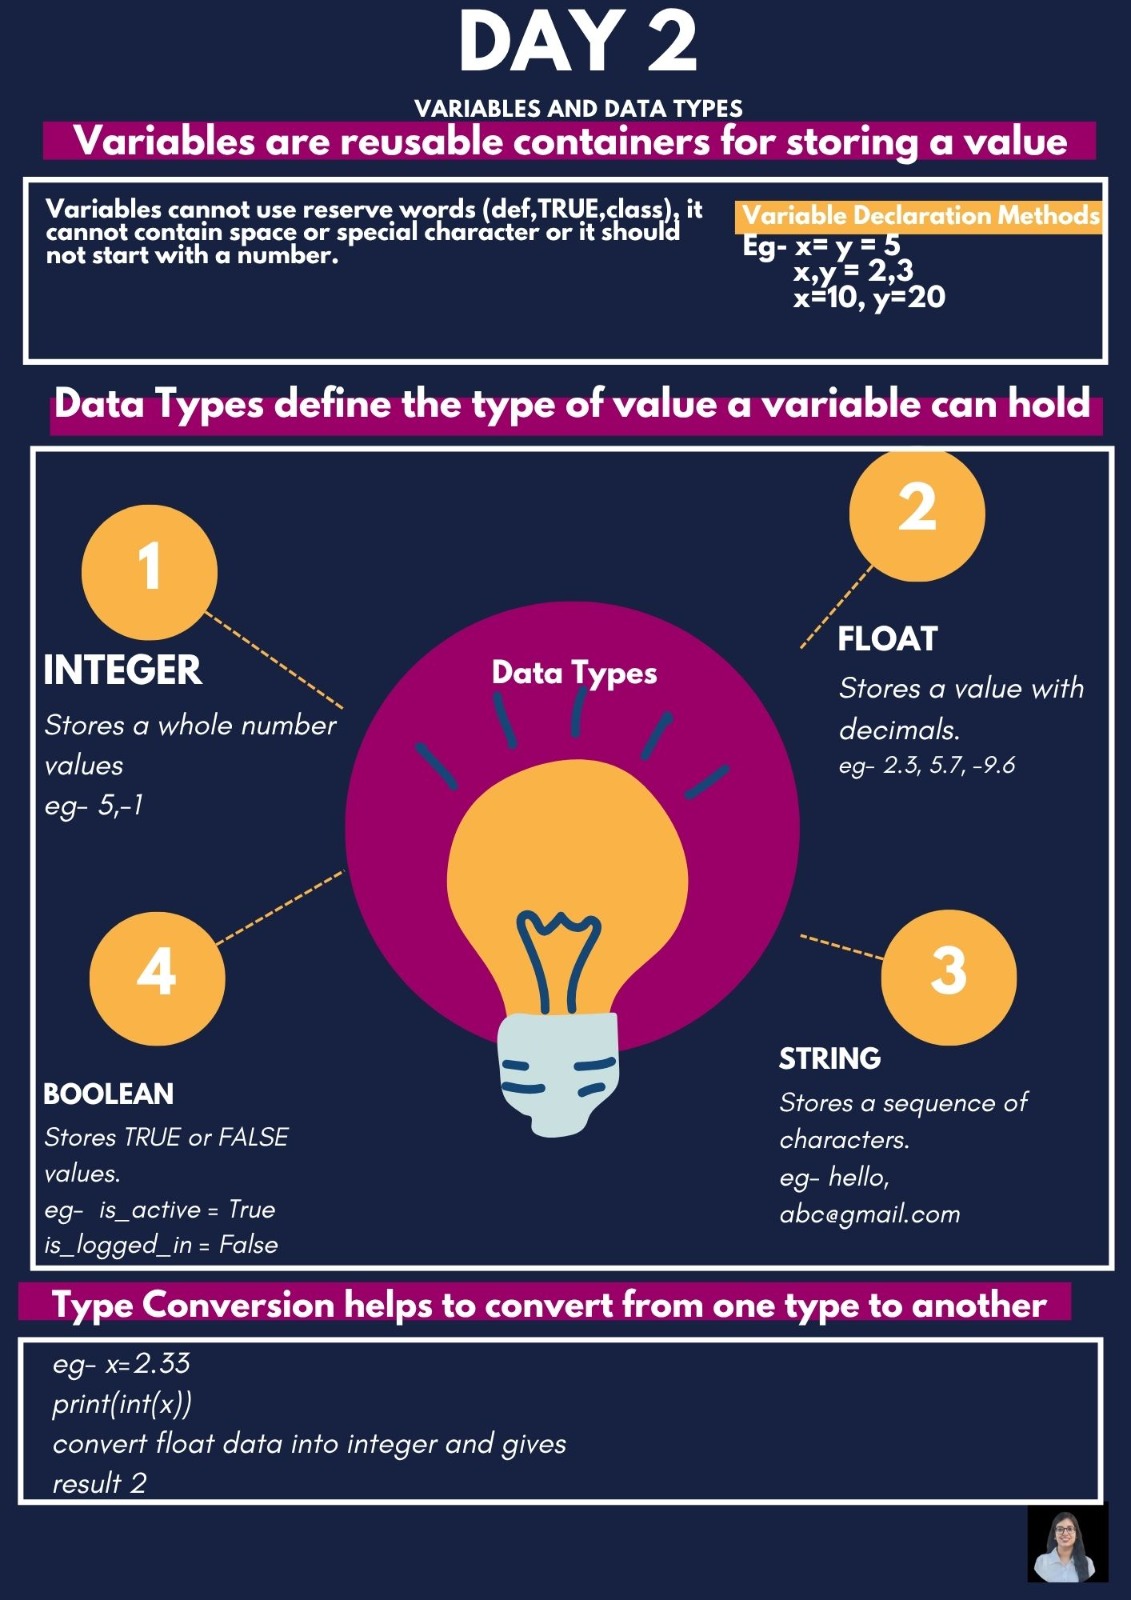 DAY 2
VARIABLES AND DATA TYPES
Variables are reusable containers for storing a value
Variables cannot use reserve words (def,TRUE,class), it
cannot contain space or special character or it should
not start with a number.
Variable Declaration Methods
Eg- x= y = 5
x,y = 2,3
x=10, y=20
Data Types define the type of value a variable can hold
1
INTEGER
Stores a whole number
values
eg- 5,-1
2
FLOAT
Stores a value with
decimals.
eg- 2.3, 5.7, -9.6
Data Types
4
BOOLEAN
Stores TRUE or FALSE
values.
eg- is_active = True
is_logged_in = False
3
STRING
Stores a sequence of
characters.
eg- hello,
abc@gmail.com
Type Conversion helps to convert from one type to another
eg- x=2.33
print(int(x))
convert float data into integer and gives
result 2